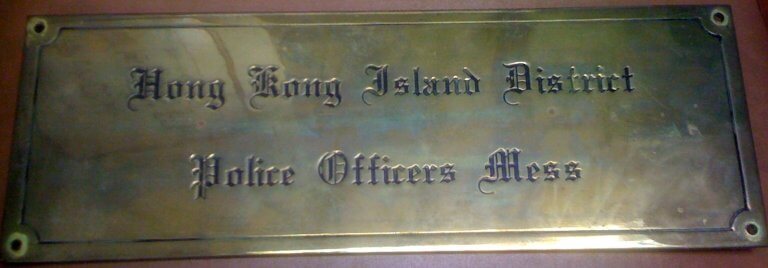 Hong Kong Island District
Police Officers Mess